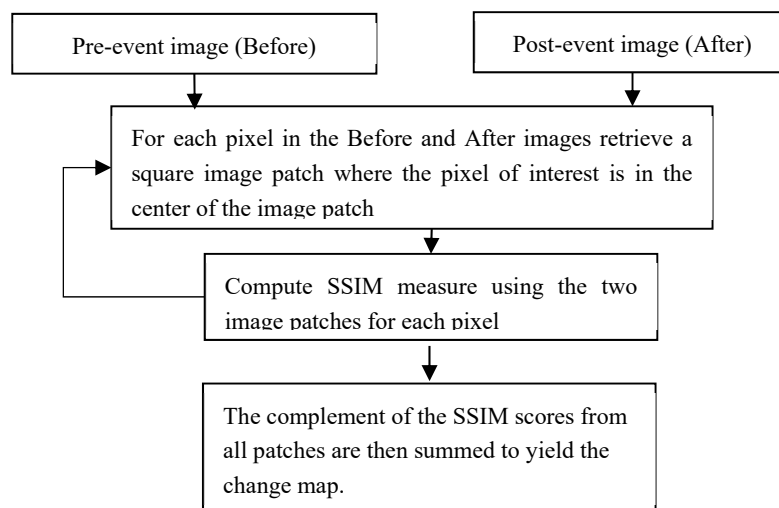 Pre-event image (Before)
Post-event image (After)
For each pixel in the Before and After images retrieve a
square image patch where the pixel of interest is in the
center of the image patch
Compute SSIM measure using the two
image patches for each pixel
The complement of the SSIM scores from
all patches are then summed to yield the
change map.